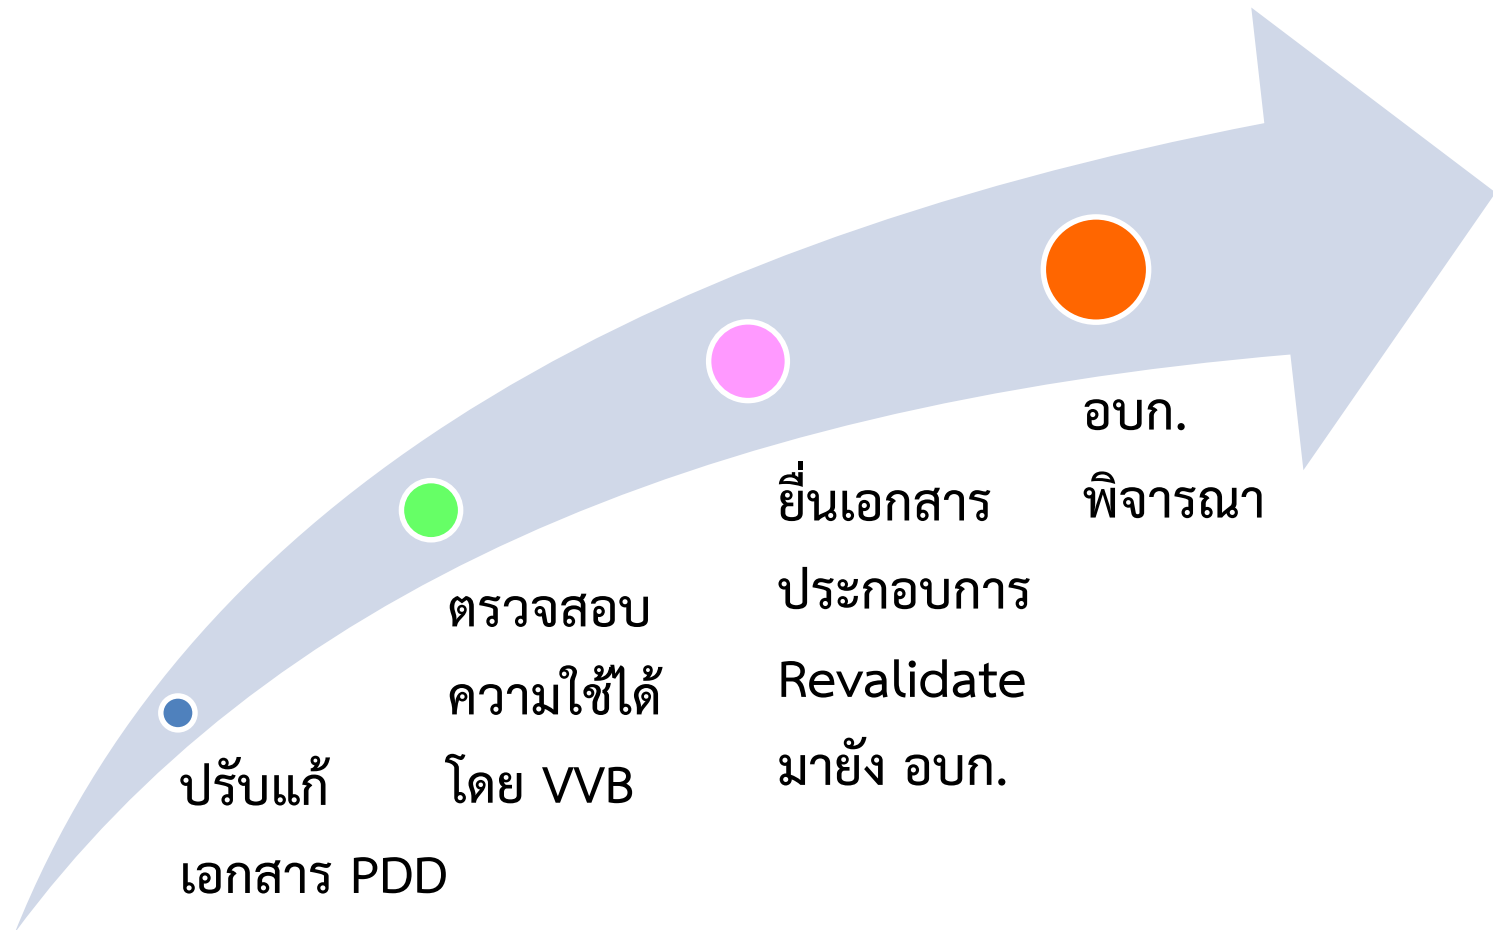 ปรับแก้
เอกสาร PDD
ตรวจสอบ
ความใช้ได้
โดย VVB
ยื่นเอกสาร
ประกอบการ
Revalidate
มายัง อบก.
อบก.
พิจารณา